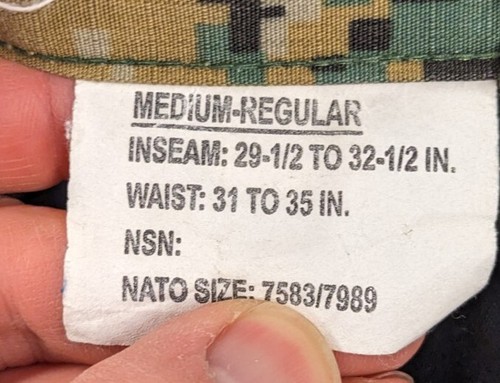 MEDIUM-REGULAR
INSEAM: 29-1/2 TO 32-1/2 IN.
WAIST: 31 TO 35 IN.
NSN:
NATO SIZE: 7583/7989